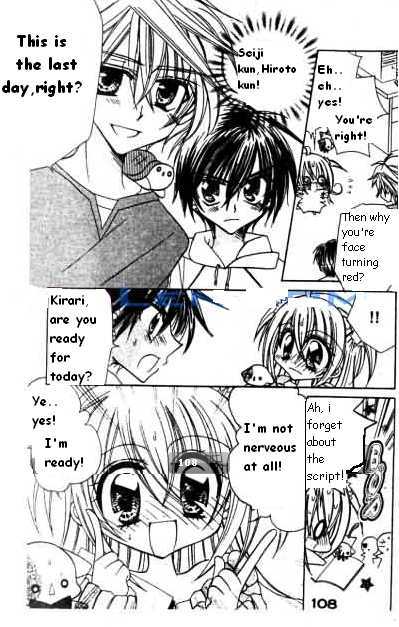 This is
the last
day,right?
Seiji
kun,Hiroto
kun!
Eh..
eh..
yes!
You're
right!
Then why
you're
face
turning
red?
Kirari,
are you
ready
for
today?
!!
Ye..
yes!
I'm
ready!
I'm not
nerveous
at all!
108
Ah, i
forget
about
the
script!
108